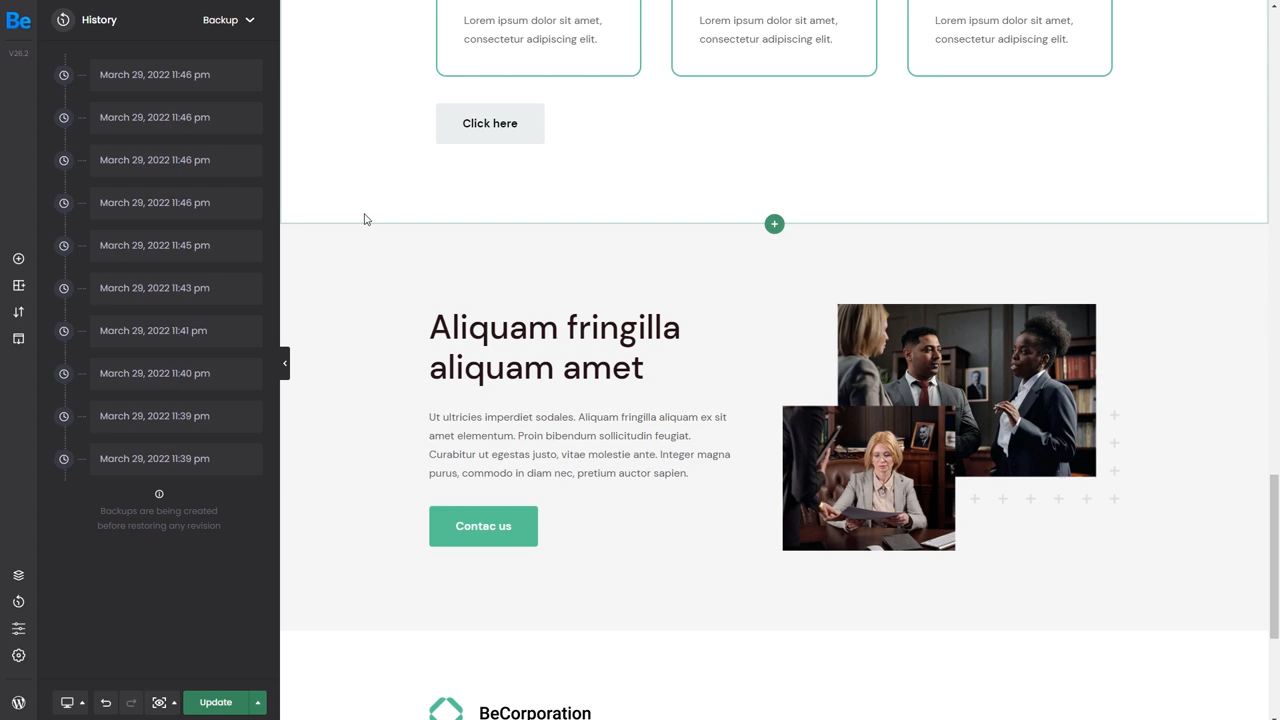 Be
V26.2
History
Backup
March 29, 2022 11:46 pm
March 29, 2022 11:46 pm
March 29, 2022 11:46 pm
March 29, 2022 11:46 pm
March 29, 2022 11:45 pm
March 29, 2022 11:43 pm
March 29, 2022 11:41 pm
March 29, 2022 11:40 pm
March 29, 2022 11:39 pm
March 29, 2022 11:39 pm
Backups are being created
before restoring any revision
Update
Lorem ipsum dolor sit amet,
consectetur adipiscing elit.
Lorem ipsum dolor sit amet,
consectetur adipiscing elit.
Lorem ipsum dolor sit amet,
consectetur adipiscing elit.
Click here
Aliquam fringilla
aliquam amet
Ut ultricies imperdiet sodales. Aliquam fringilla aliquam ex sit
amet elementum. Proin bibendum sollicitudin feugiat.
Curabitur ut egestas justo, vitae molestie ante. Integer magna
purus, commodo in diam nec, pretium auctor sapien.
Contac us
BeCorporation